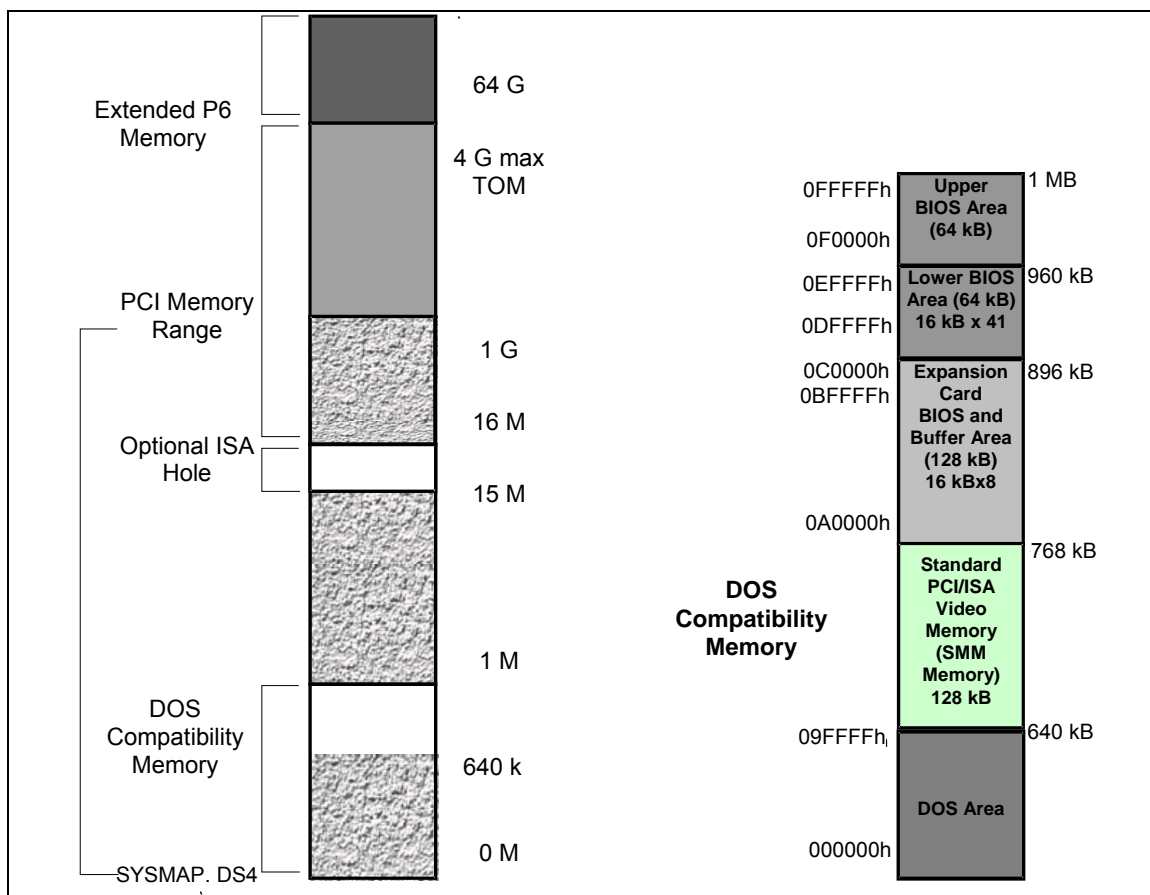 64 G
Extended P6
Memory
4 G max
TOM
PCI Memory
Range
1 G
16 M
Optional ISA
Hole
15 M
1 M
DOS
Compatibility
Memory
640 k
0 M
SYSMAP. DS4
DOS
Compatibility
Memory
0FFFFFh
0F0000h
0EFFFFh
0DFFFFh
0C0000h
0BFFFFh
0A0000h
09FFFFh
000000h
Upper
BIOS Area
(64 kB)
Lower BIOS
Area (64 kB)
16 kB x 41
Expansion
Card
BIOS and
Buffer Area
(128 kB)
16 kBx8
Standard
PCI/ISA
Video
Memory
(SMM
Memory)
128 kB
DOS Area
1 MB
960 kB
896 kB
768 kB
640 kB